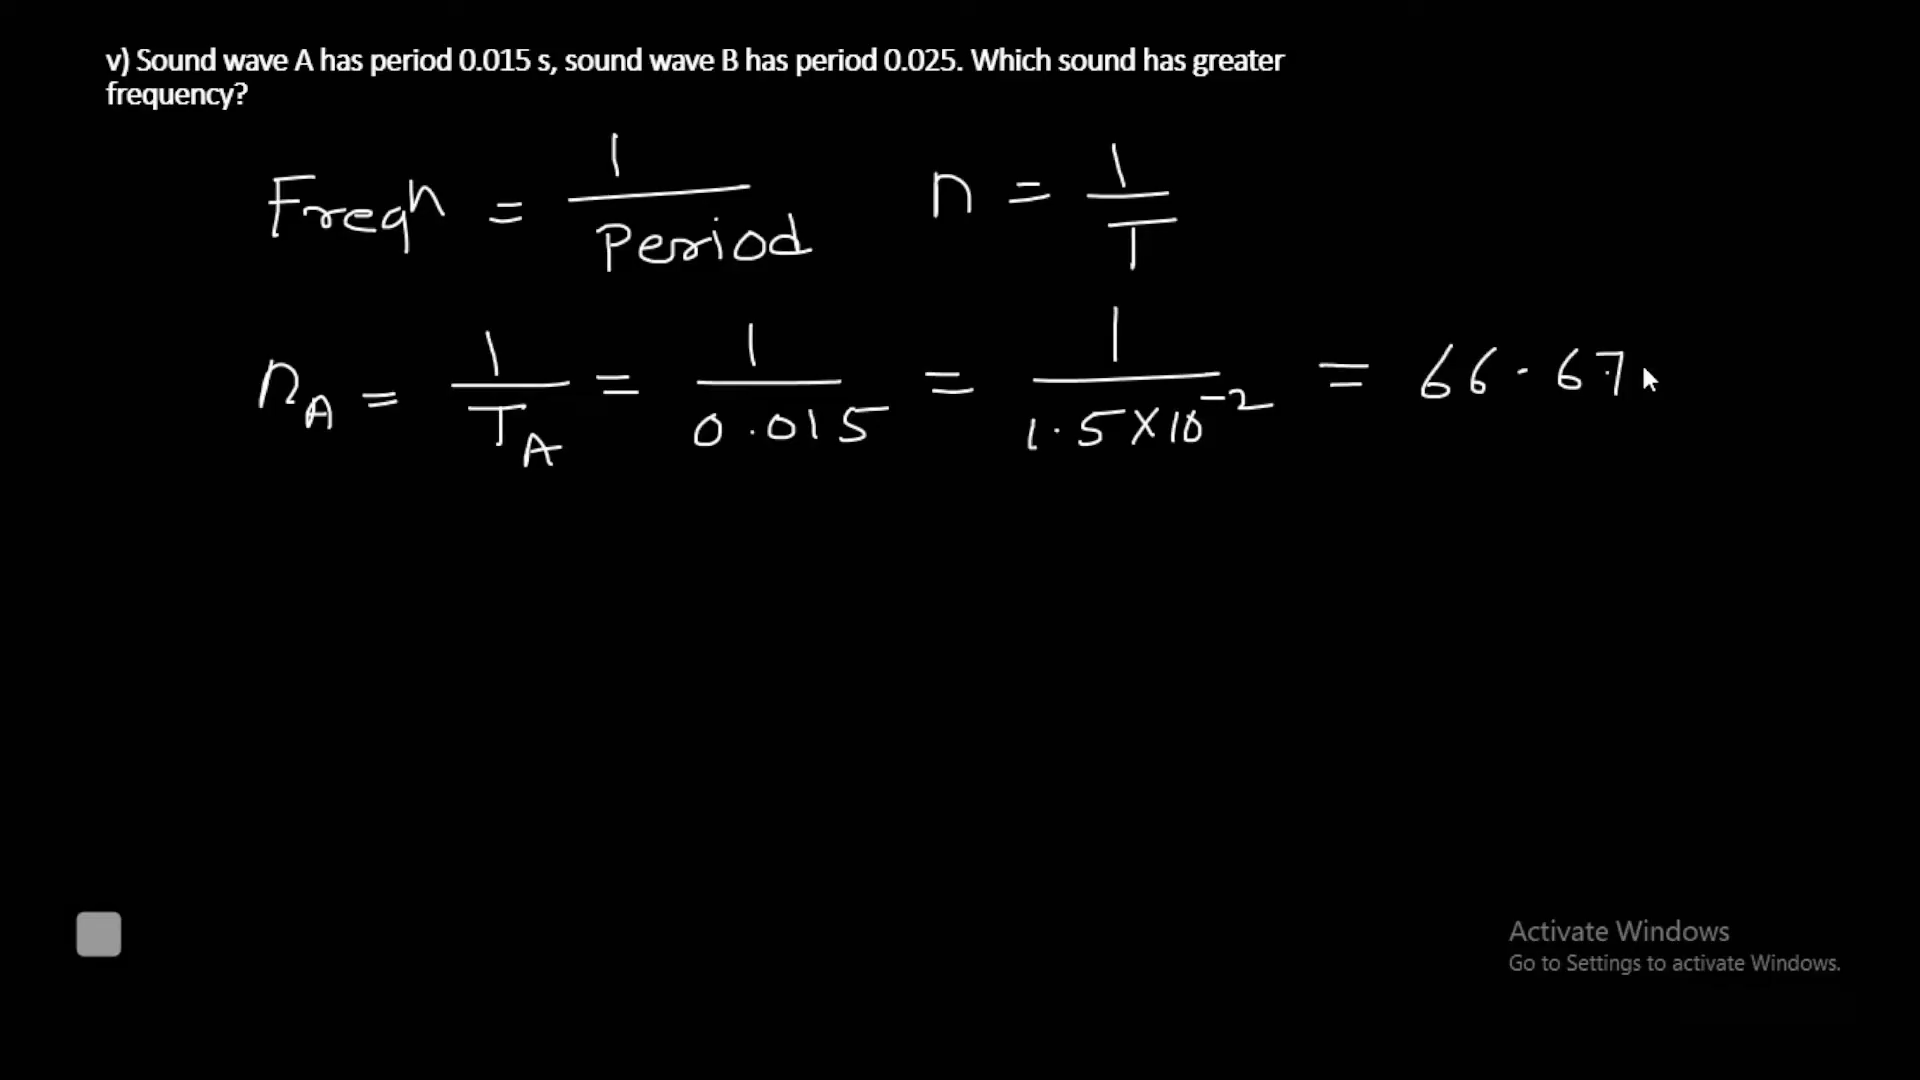 v) Sound wave A has period 0.015 s, sound wave B has period 0.025. Which sound has greater
frequency?
Freqn = 1/Period n = 1/T
n_A = 1/T_A = 1/0.015 = 1/1.5×10^-2 = 66.67
Activate Windows
Go to Settings to activate Windows.